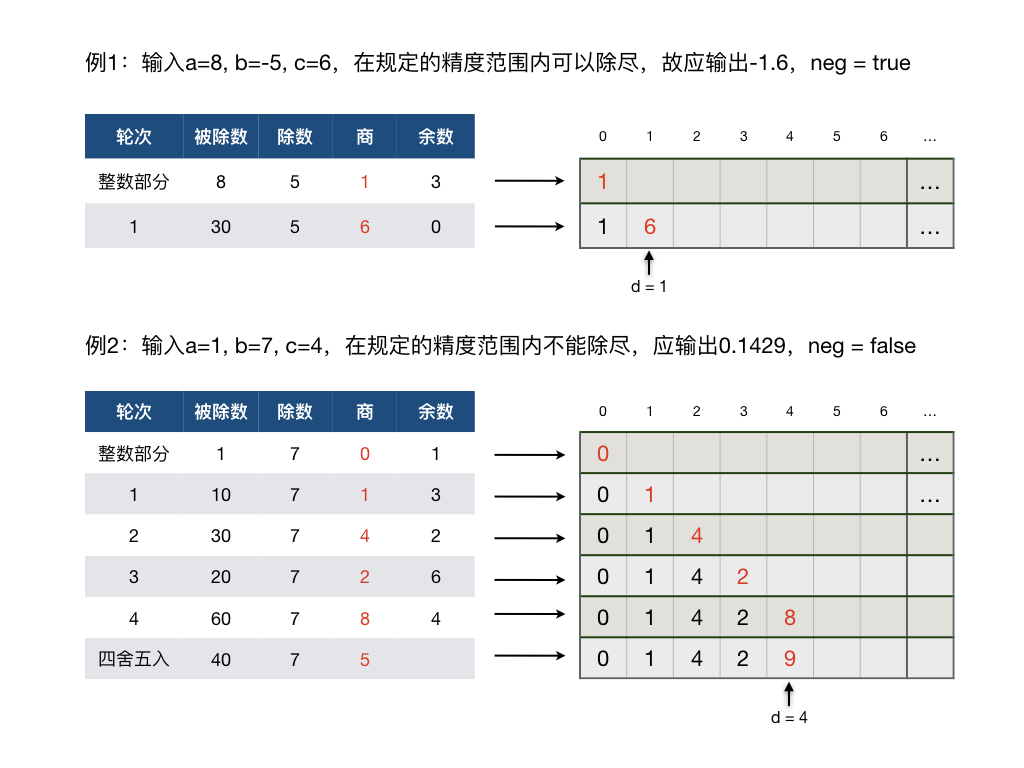 例1：输入a=8, b=-5, c=6，在规定的精度范围内可以除尽，故应输出-1.6，neg = true
轮次 被除数 除数 商 余数
0 1 2 3 4 5 6 …
整数部分 8 5 1 3
1 …
1 30 5 6 0
1 6 …
d = 1
例2：输入a=1, b=7, c=4，在规定的精度范围内不能除尽，应输出0.1429，neg = false
轮次 被除数 除数 商 余数
0 1 2 3 4 5 6 …
整数部分 1 7 0 1
0 …
1 10 7 1 3
0 1 …
2 30 7 4 2
0 1 4
3 20 7 2 6
0 1 4 2
4 60 7 8 4
0 1 4 2 8
四舍五入 40 7 5
0 1 4 2 9
d = 4